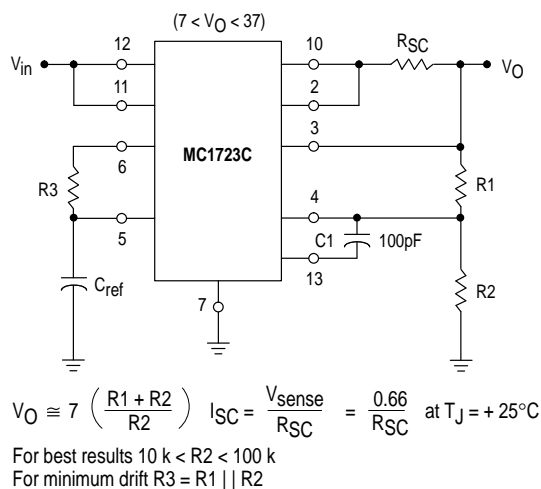 (7 < VO < 37)
12
10
RSC
Vin
VO
11
2
3
6
MC1723C
R3
R1
4
5
C1
100pF
13
Cref
7
R2
VO ≅ 7 ( R1 + R2 / R2 ) ISC = Vsense / RSC = 0.66 / RSC at TJ = + 25°C
For best results 10 k < R2 < 100 k
For minimum drift R3 = R1 | | R2